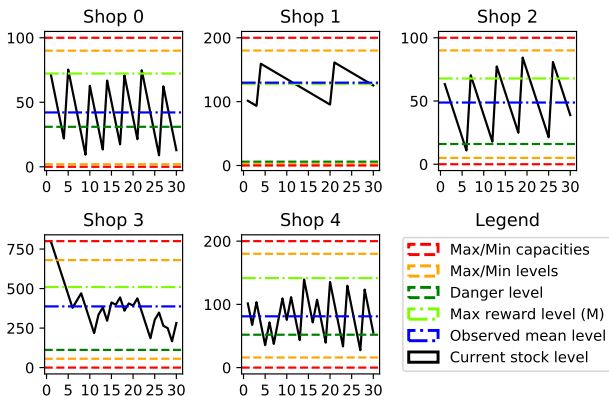 Shop 0
Shop 1
Shop 2
100
50
0
0 5 10 15 20 25 30
200
100
0
0 5 10 15 20 25 30
100
50
0
0 5 10 15 20 25 30
Shop 3
Shop 4
Legend
750
500
250
0
0 5 10 15 20 25 30
200
100
0
0 5 10 15 20 25 30
Max/Min capacities
Max/Min levels
Danger level
Max reward level (M)
Observed mean level
Current stock level